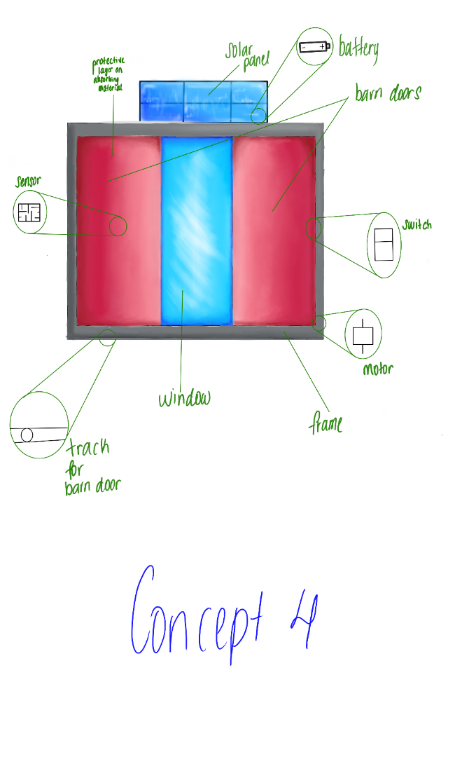 solar
panel
battery
protective
layer on
absorbing
material
barn doors
sensor
switch
motor
window
frame
track
for
barn door
Concept 4